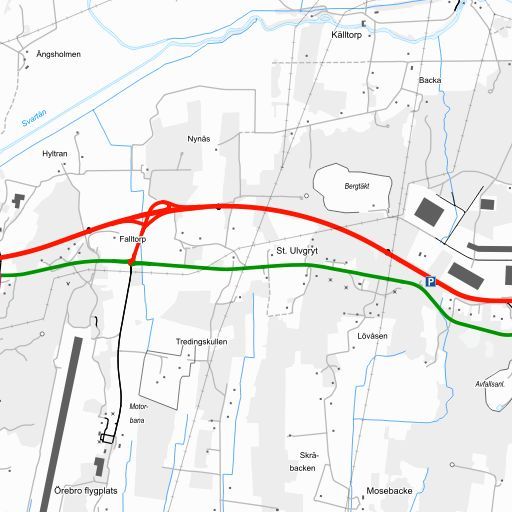 Källtorp
Ängsholmen
Backa
Svartån
Nynäs
Hyltran
Bergtäkt
Falltorp
St. Ulvgryt
P
Tredingskullen
Lövåsen
Avfallsanl.
Motor-
bana
Skrå-
backen
Örebro flygplats
Mosebacke